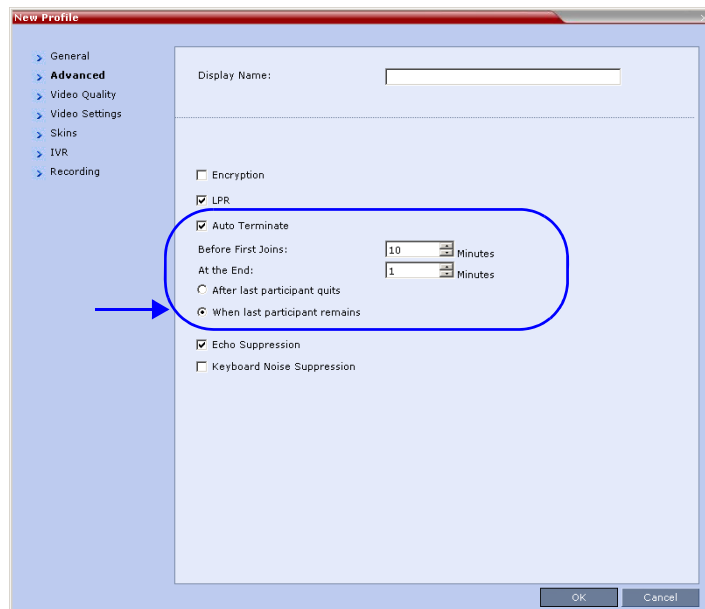 New Profile
General
Advanced
Video Quality
Video Settings
Skins
IVR
Recording
Display Name:
Encryption
LPR
Auto Terminate
Before First Joins: 10 Minutes
At the End: 1 Minutes
After last participant quits
When last participant remains
Echo Suppression
Keyboard Noise Suppression
OK Cancel